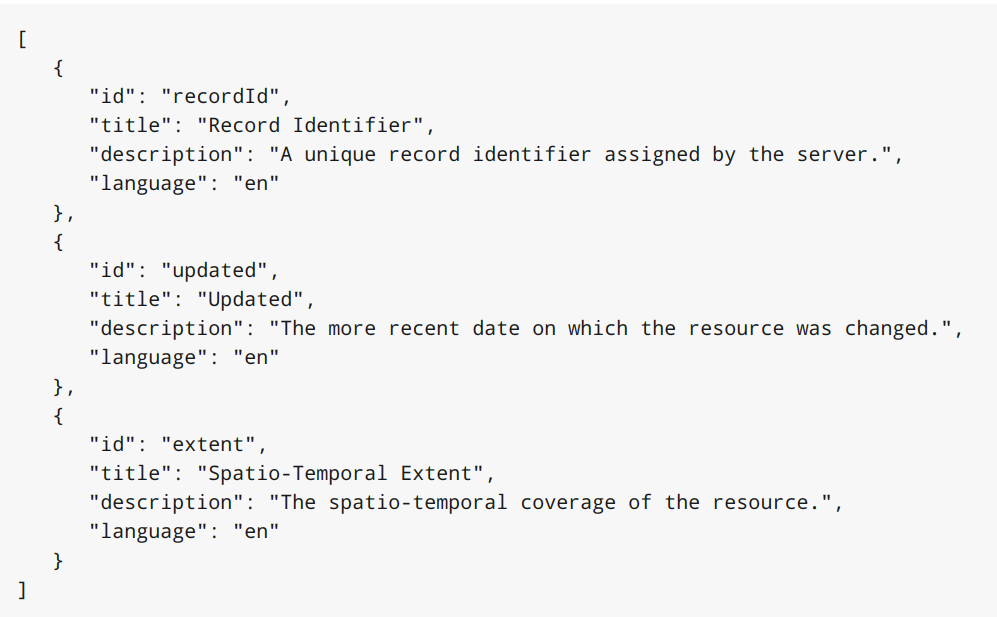 [
   {
      "id": "recordId",
      "title": "Record Identifier",
      "description": "A unique record identifier assigned by the server.",
      "language": "en"
   },
   {
      "id": "updated",
      "title": "Updated",
      "description": "The more recent date on which the resource was changed.",
      "language": "en"
   },
   {
      "id": "extent",
      "title": "Spatio-Temporal Extent",
      "description": "The spatio-temporal coverage of the resource.",
      "language": "en"
   }
]